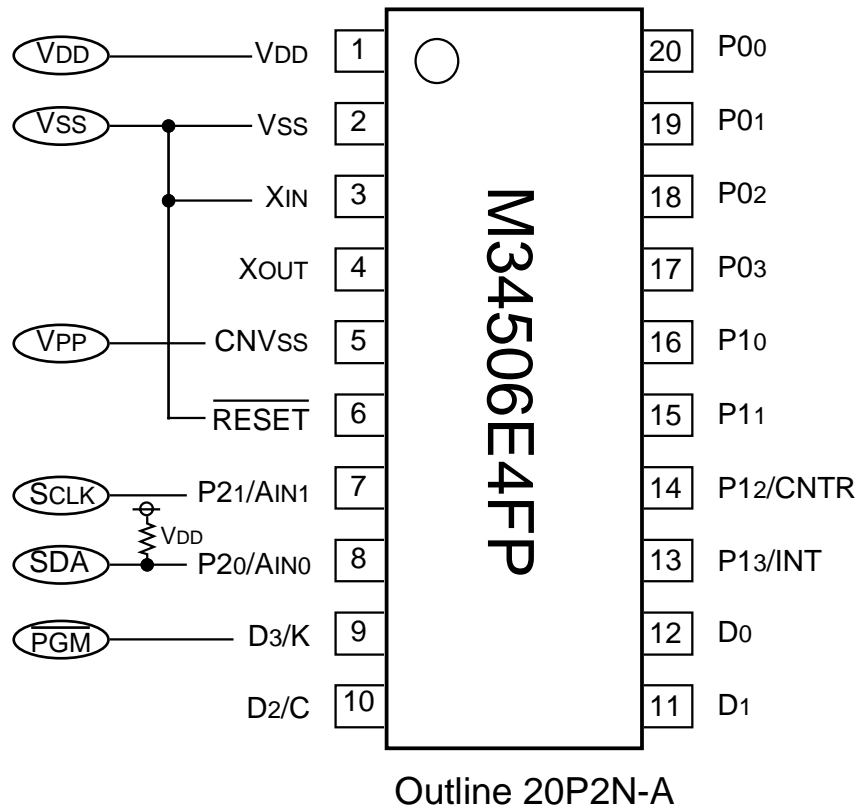 VDD VDD 1 20 P00
VSS VSS 2 19 P01
XIN 3 18 P02
XOUT 4 17 P03
VPP CNVSS 5 16 P10
RESET 6 15 P11
SCLK P21/AIN1 7 14 P12/CNTR
VDD
SDA P20/AIN0 8 13 P13/INT
PGM D3/K 9 12 D0
D2/C 10 11 D1
M34506E4FP
Outline 20P2N-A